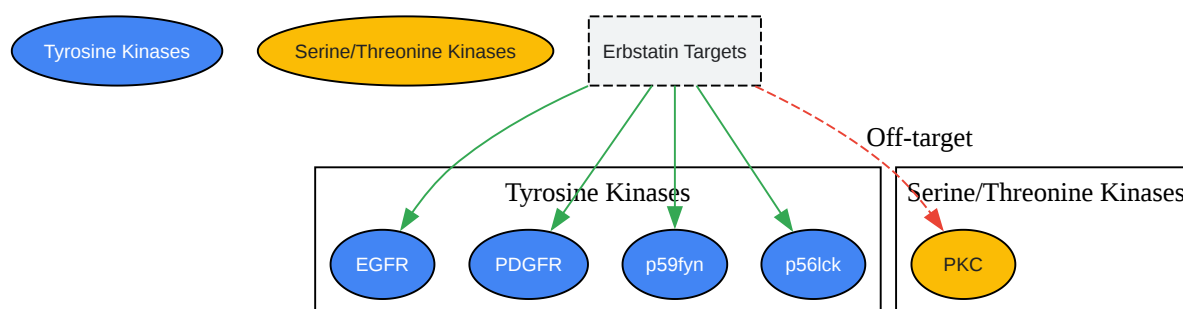 Tyrosine Kinases
Serine/Threonine Kinases
Erbstatin Targets
Off-target
Tyrosine Kinases
Serine/Threonine Kinases
EGFR
PDGFR
p59fyn
p56lck
PKC